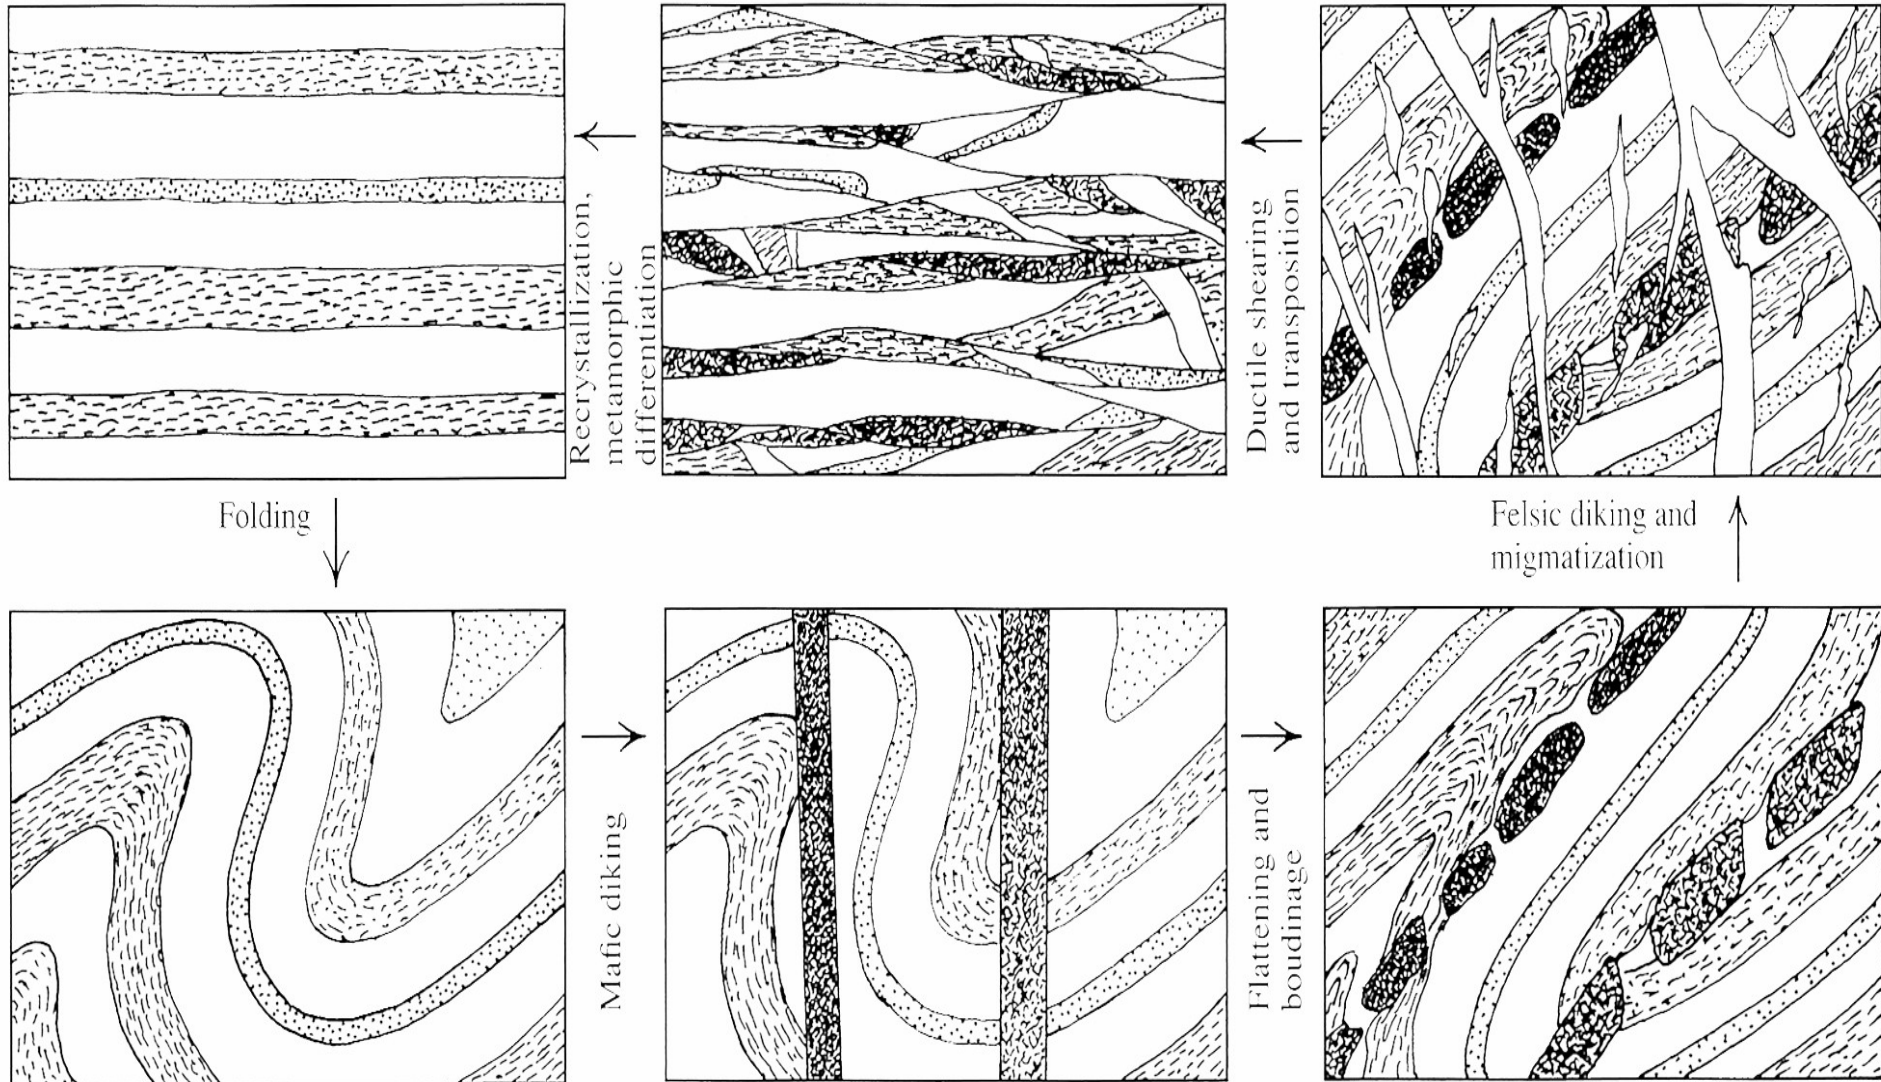 Recrystallization,
metamorphic
differentiation
Ductile shearing
and transposition
Folding
Felsic diking and
migmatization
Mafic diking
Flattening and
boudinage